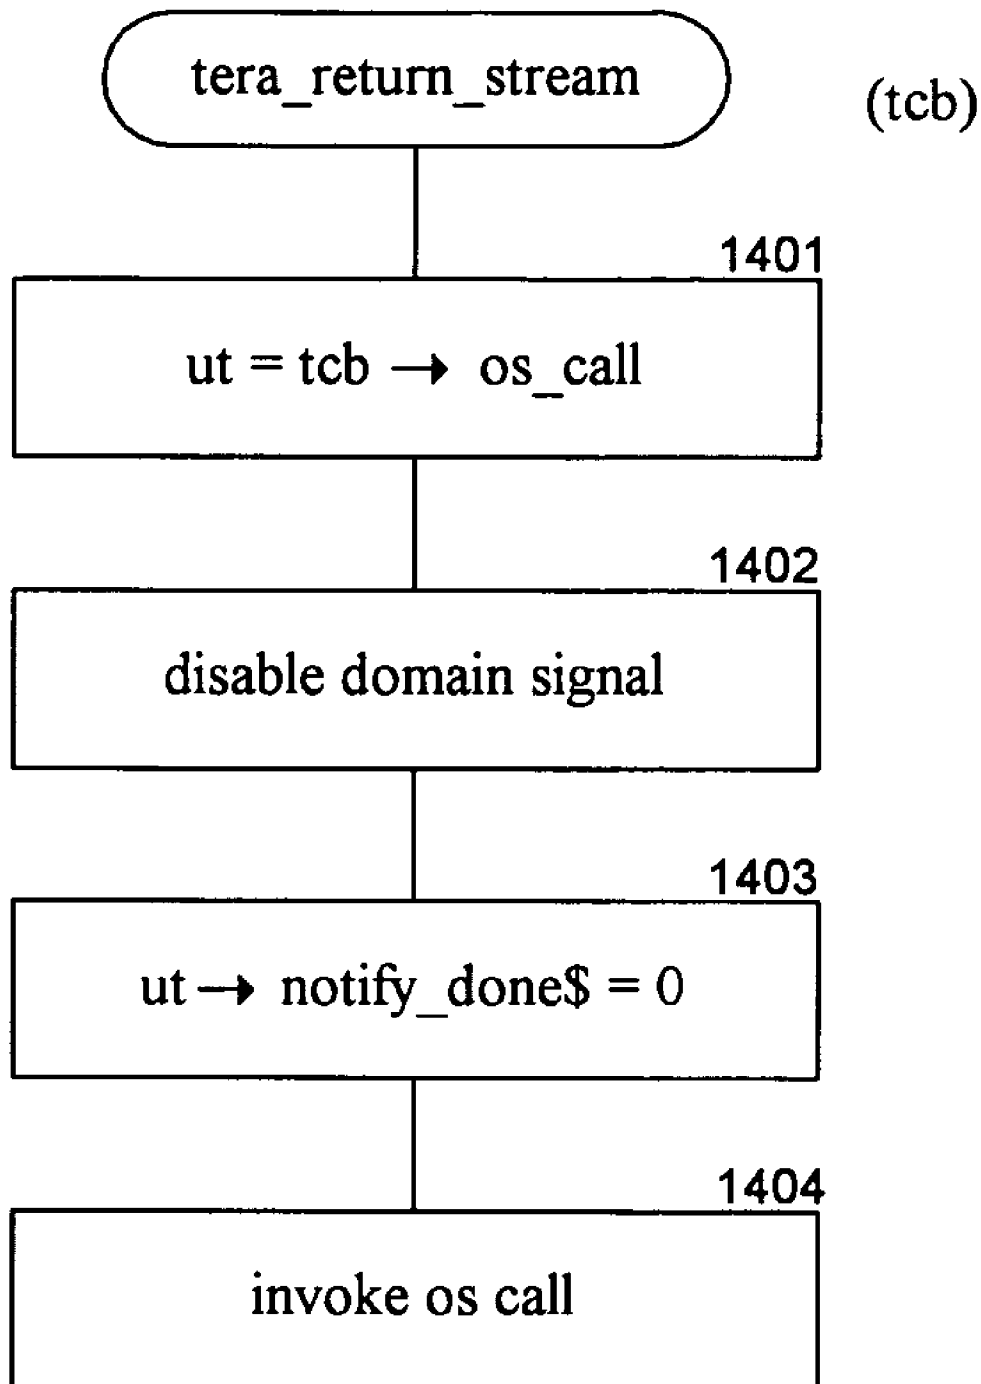 tera_return_stream
(tcb)
1401
ut = tcb → os_call
1402
disable domain signal
1403
ut → notify_done$ = 0
1404
invoke os call